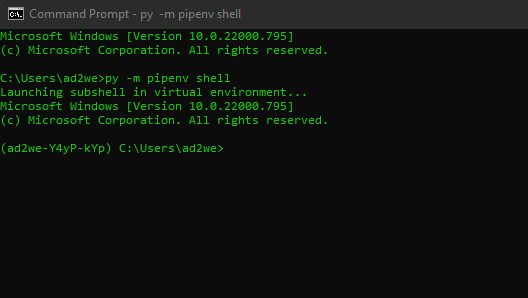 Command Prompt - py  -m pipenv shell
Microsoft Windows [Version 10.0.22000.795]
(c) Microsoft Corporation. All rights reserved.
C:\Users\ad2we>py -m pipenv shell
Launching subshell in virtual environment...
Microsoft Windows [Version 10.0.22000.795]
(c) Microsoft Corporation. All rights reserved.
(ad2we-Y4yP-kYp) C:\Users\ad2we>